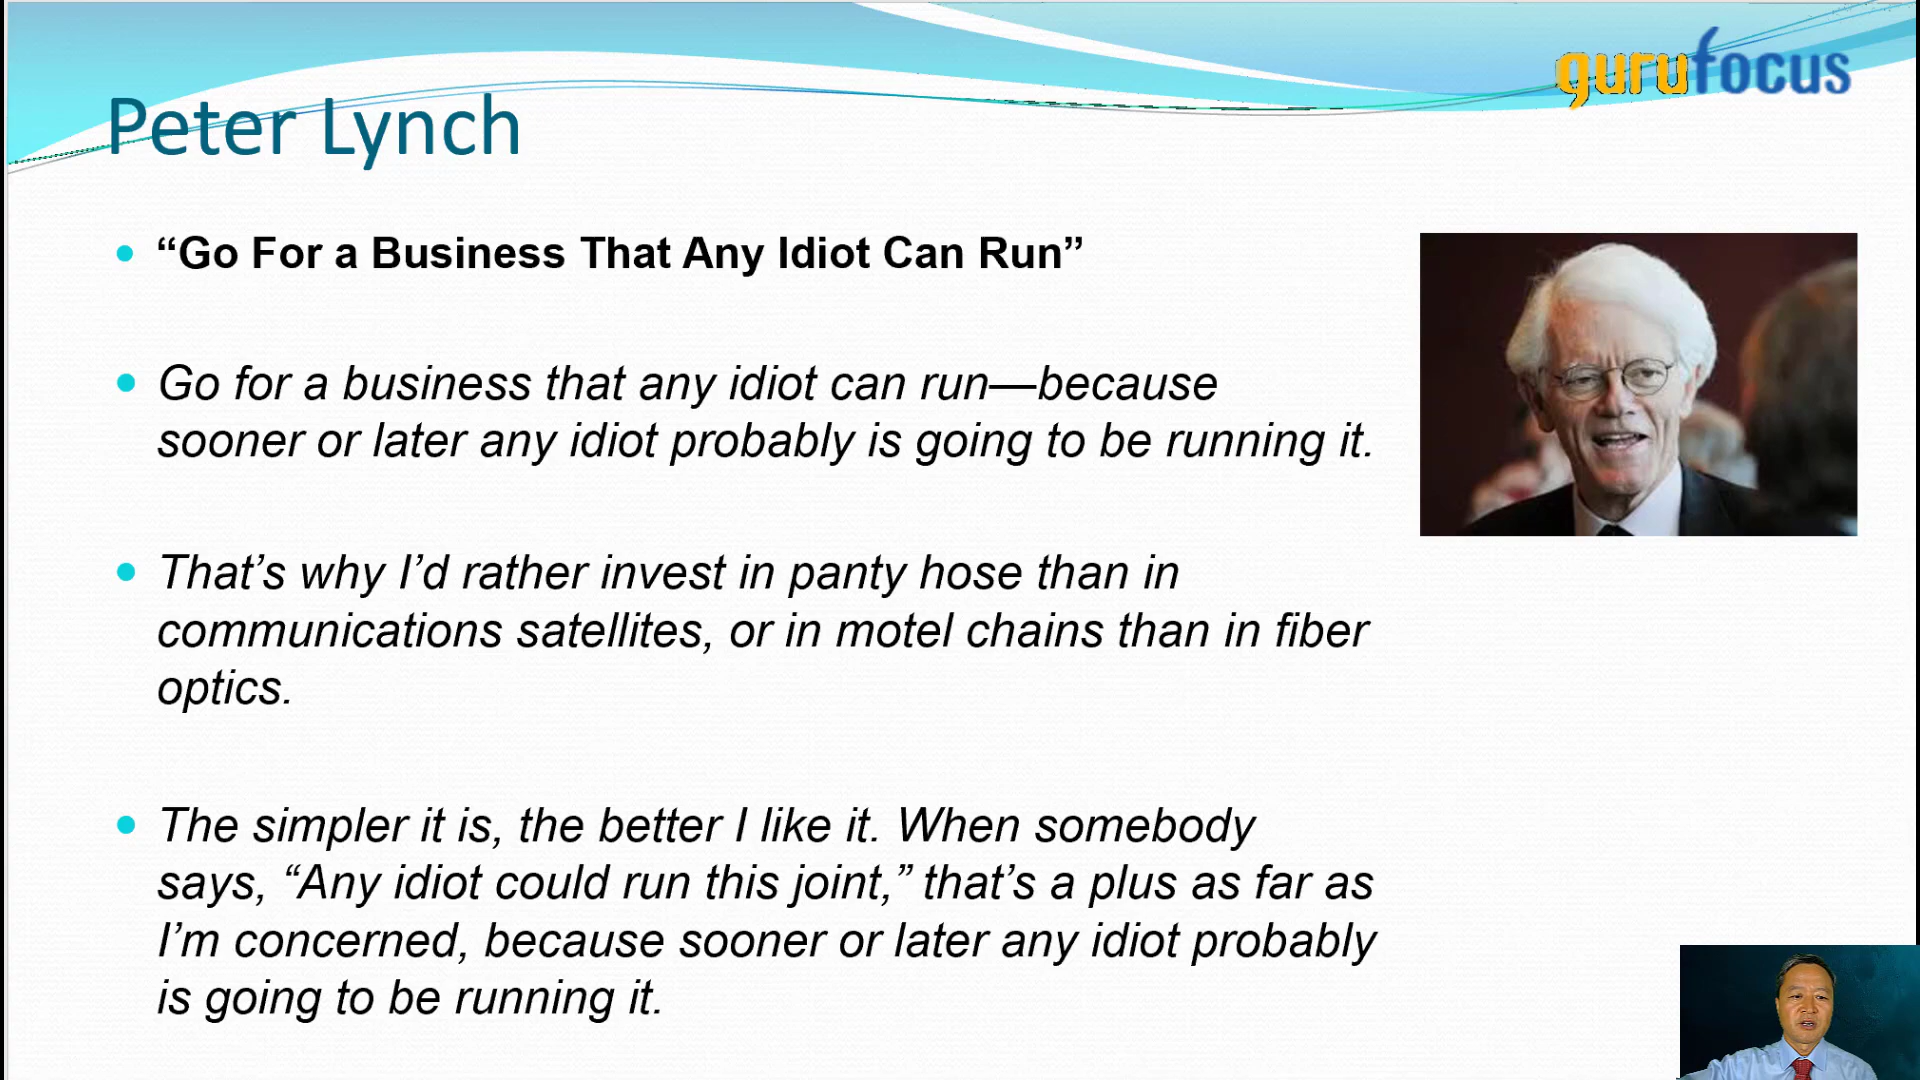 gurufocus
Peter Lynch
“Go For a Business That Any Idiot Can Run”
Go for a business that any idiot can run—because
sooner or later any idiot probably is going to be running it.
That’s why I’d rather invest in panty hose than in
communications satellites, or in motel chains than in fiber
optics.
The simpler it is, the better I like it. When somebody
says, “Any idiot could run this joint,” that’s a plus as far as
I’m concerned, because sooner or later any idiot probably
is going to be running it.